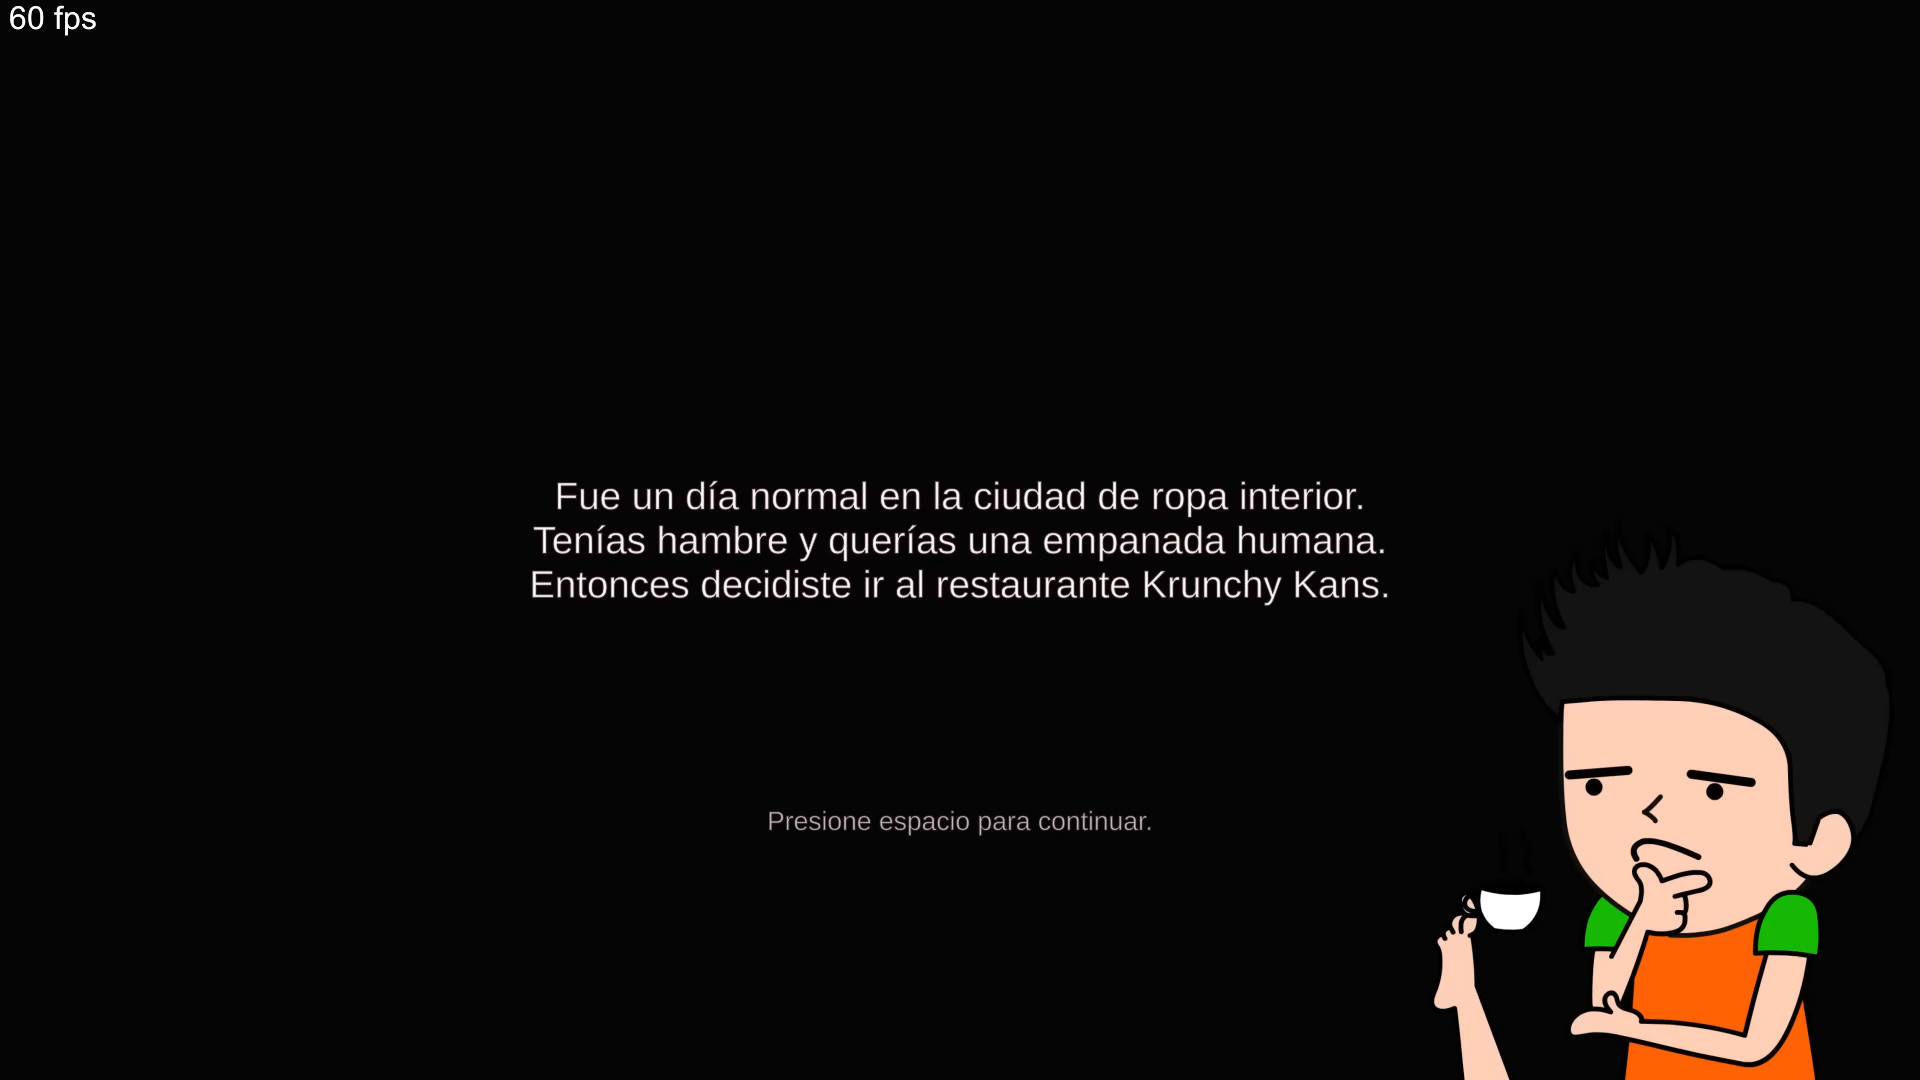 60 fps
Fue un día normal en la ciudad de ropa interior.
Tenías hambre y querías una empanada humana.
Entonces decidiste ir al restaurante Krunchy Kans.
Presione espacio para continuar.